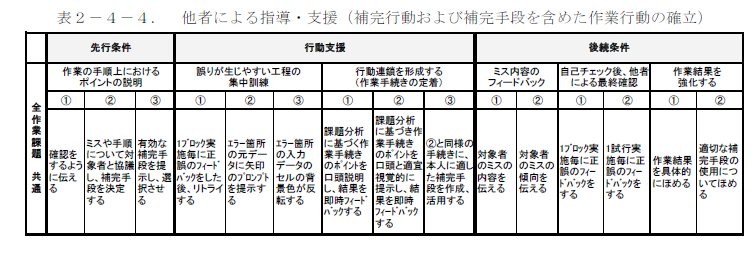 表２－４－４．　他者による指導・支援（補完行動および補完手段を含めた作業行動の確立）
先行条件
行動支援
後続条件
作業の手順上における
ポイントの説明
誤りが生じやすい工程の
集中訓練
行動連鎖を形成する
（作業手続きの定着）
ミス内容の
フィードバック
自己チェック後、他者
による最終確認
作業結果を
強化する
① ② ③ ① ② ③ ① ② ③ ① ② ① ② ① ②
全作業課題　共通
確認を
するよう
に伝える
ミスや手順
について対
象者と協議
し、補完手
段を決定
する
有効な
補完手
段を提
示し、選
択させ
る
1ブロック実
施毎に正
誤のフィード
バックをした
後、リトライ
エラー箇所
の元デー
タに矢印
のプロンプト
を提示す
る
エラー箇所
の入力
データの
セルの背
景色が反
転する
課題分析
に基づく作
業手続き
のポイントを
口頭説明
し、結果を
即時フィード
バックする
課題分析
に基づき作
業手続き
のポイントを
口頭と適宜
視覚的に
提示し、結
果を即時
フィードバック
する
②と同様の
手続きに、
本人に適し
た補完手
段を作成、
活用する
対象者
のミスの
内容を
伝える
対象者
のミスの
傾向を
伝える
1ブロック実
施毎に正
誤のフィー
ドバックをす
る
1試行実
施毎に正
誤のフィー
ドバックをす
る
作業結果
を具体的
にほめる
適切な補
完手段の
使用につ
いてほめ
る